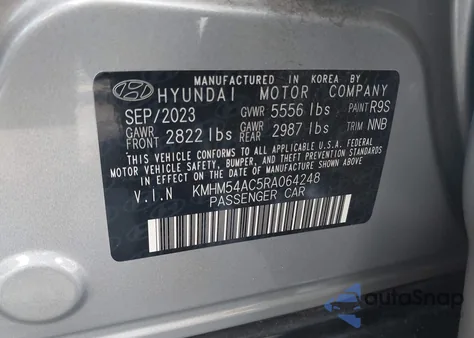 MANUFACTURED IN KOREA BY
HYUNDAI MOTOR COMPANY
SEP/2023 GVWR 5556 lbs PAINT R9S
GAWR FRONT 2822 lbs GAWR REAR 2987 lbs TRIM NNB
THIS VEHICLE CONFORMS TO ALL APPLICABLE U.S.A. FEDERAL
MOTOR VEHICLE SAFETY, BUMPER, AND THEFT PREVENTION STANDARDS
IN EFFECT ON THE DATE OF MANUFACTURE SHOWN ABOVE.
V.I.N KMHM54AC5RA064248
PASSENGER CAR
autoSnap